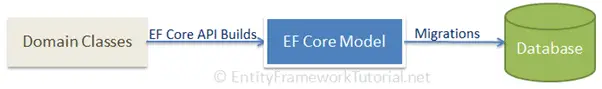 Domain Classes
EF Core API Builds
EF Core Model
Migrations
Database
© EntityFrameworkTutorial.net